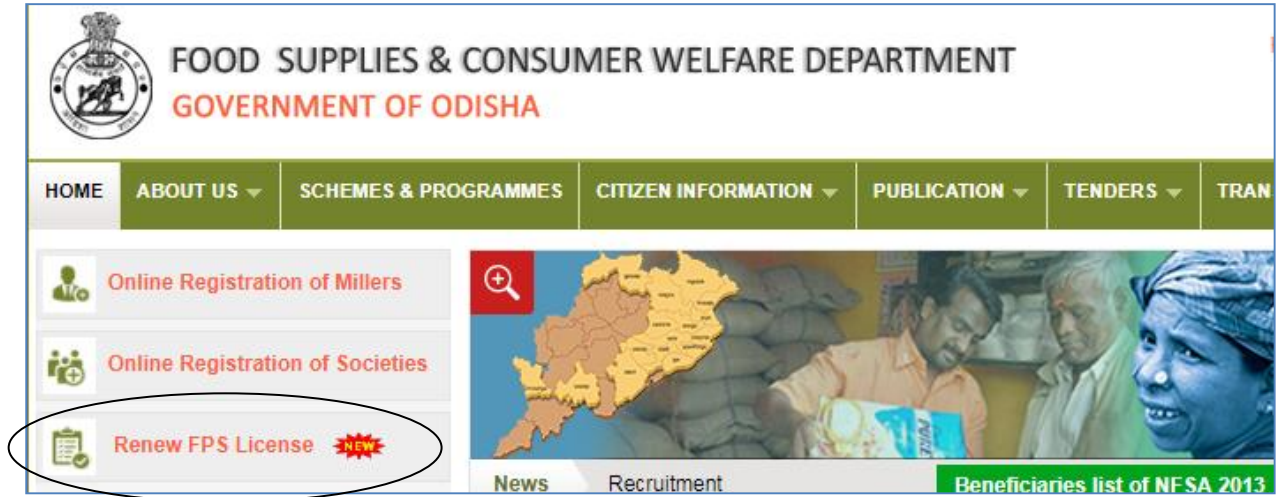 FOOD SUPPLIES & CONSUMER WELFARE DEPARTMENT
GOVERNMENT OF ODISHA
HOME ABOUT US SCHEMES & PROGRAMMES CITIZEN INFORMATION PUBLICATION TENDERS TRAN
Online Registration of Millers
Online Registration of Societies
Renew FPS License NEW
News Recruitment Beneficiaries list of NFSA 2013